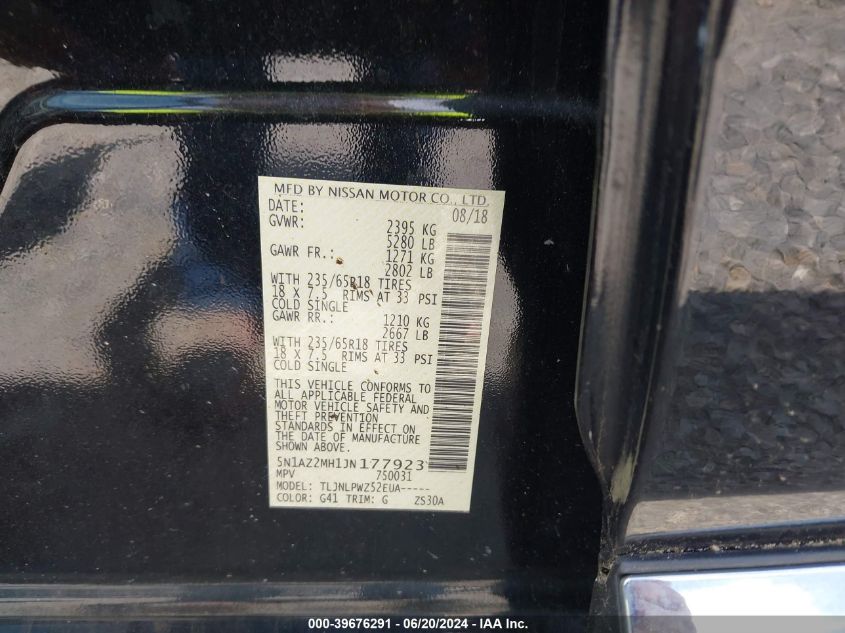 MFD BY NISSAN MOTOR CO., LTD.
DATE: 08/18
GVWR: 2395 KG
5280 LB
GAWR FR.: 1271 KG
2802 LB
WITH 235/65R18 TIRES
18 X 7.5 RIMS AT 33 PSI
COLD SINGLE
GAWR RR.: 1210 KG
2667 LB
WITH 235/65R18 TIRES
18 X 7.5 RIMS AT 33 PSI
COLD SINGLE
THIS VEHICLE CONFORMS TO
ALL APPLICABLE FEDERAL
MOTOR VEHICLE SAFETY AND
THEFT PREVENTION
STANDARDS IN EFFECT ON
THE DATE OF MANUFACTURE
SHOWN ABOVE.
5N1AZ2MH1JN177923
MPV 750031
MODEL: TLJNLPWZ52EUA-----
COLOR: G41 TRIM: G ZS30A
000-39676291 - 06/20/2024 - IAA Inc.